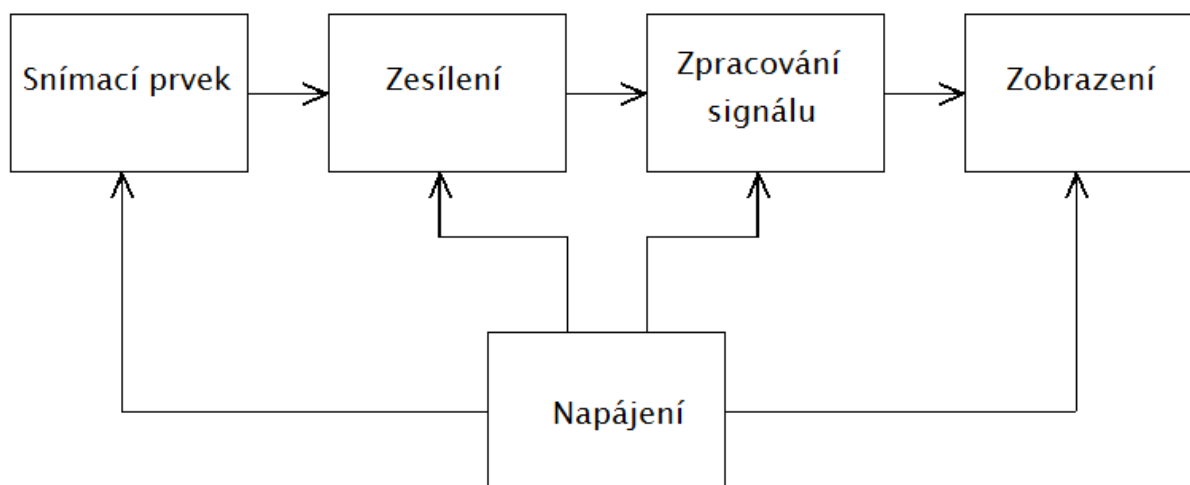 Snímací prvek
Zesílení
Zpracování
signálu
Zobrazení
Napájení